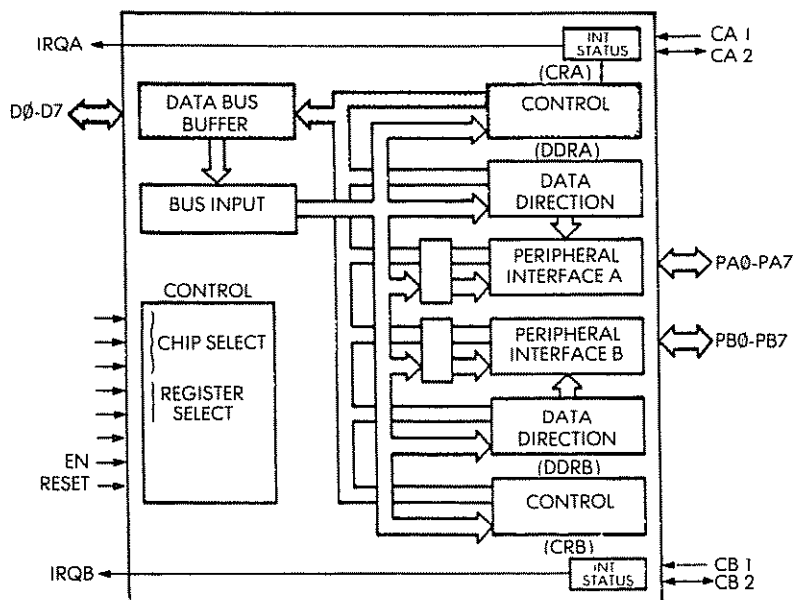 IRQA
INT
STATUS
CA 1
CA 2
(CRA)
CONTROL
DØ-D7
DATA BUS
BUFFER
(DDRA)
DATA
DIRECTION
BUS INPUT
PERIPHERAL
INTERFACE A
PAØ-PA7
CONTROL
CHIP SELECT
PERIPHERAL
INTERFACE B
PBØ-PB7
REGISTER
SELECT
DATA
DIRECTION
(DDRB)
EN
RESET
CONTROL
(CRB)
IRQB
INT
STATUS
CB 1
CB 2